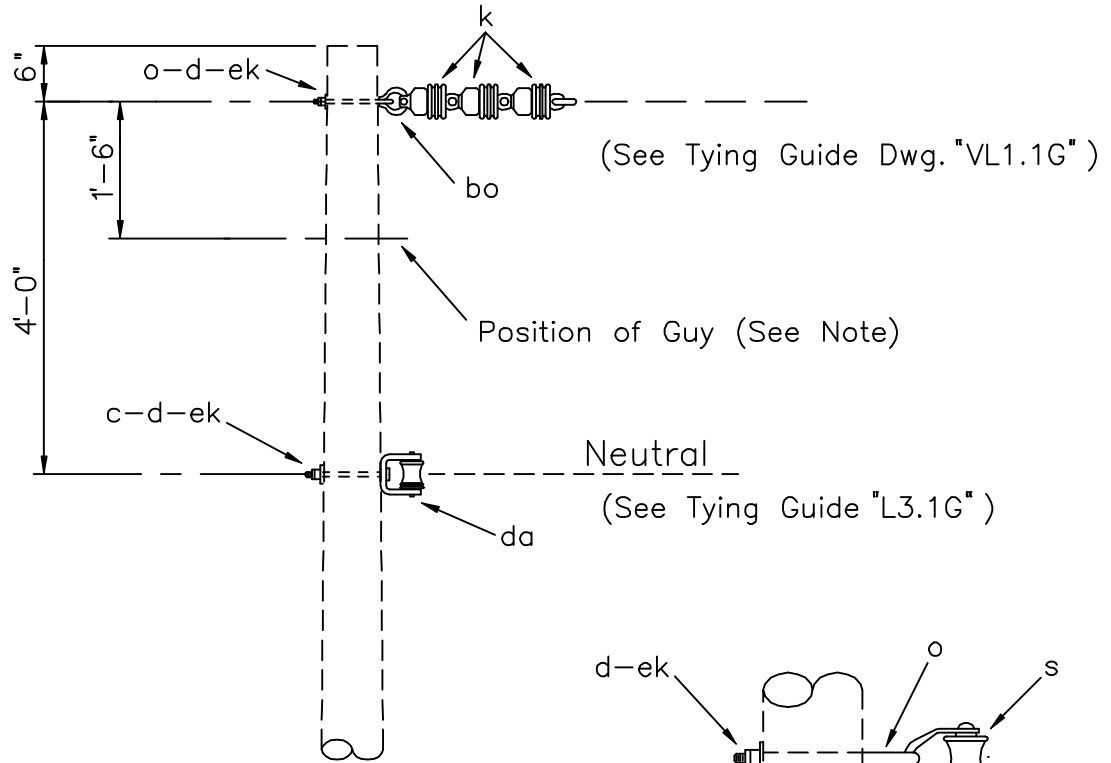 k
6"
o-d-ek
(See Tying Guide Dwg. "VL1.1G")
1'-6"
bo
4'-0"
Position of Guy (See Note)
c-d-ek
Neutral
(See Tying Guide "L3.1G")
da
d-ek
o
s